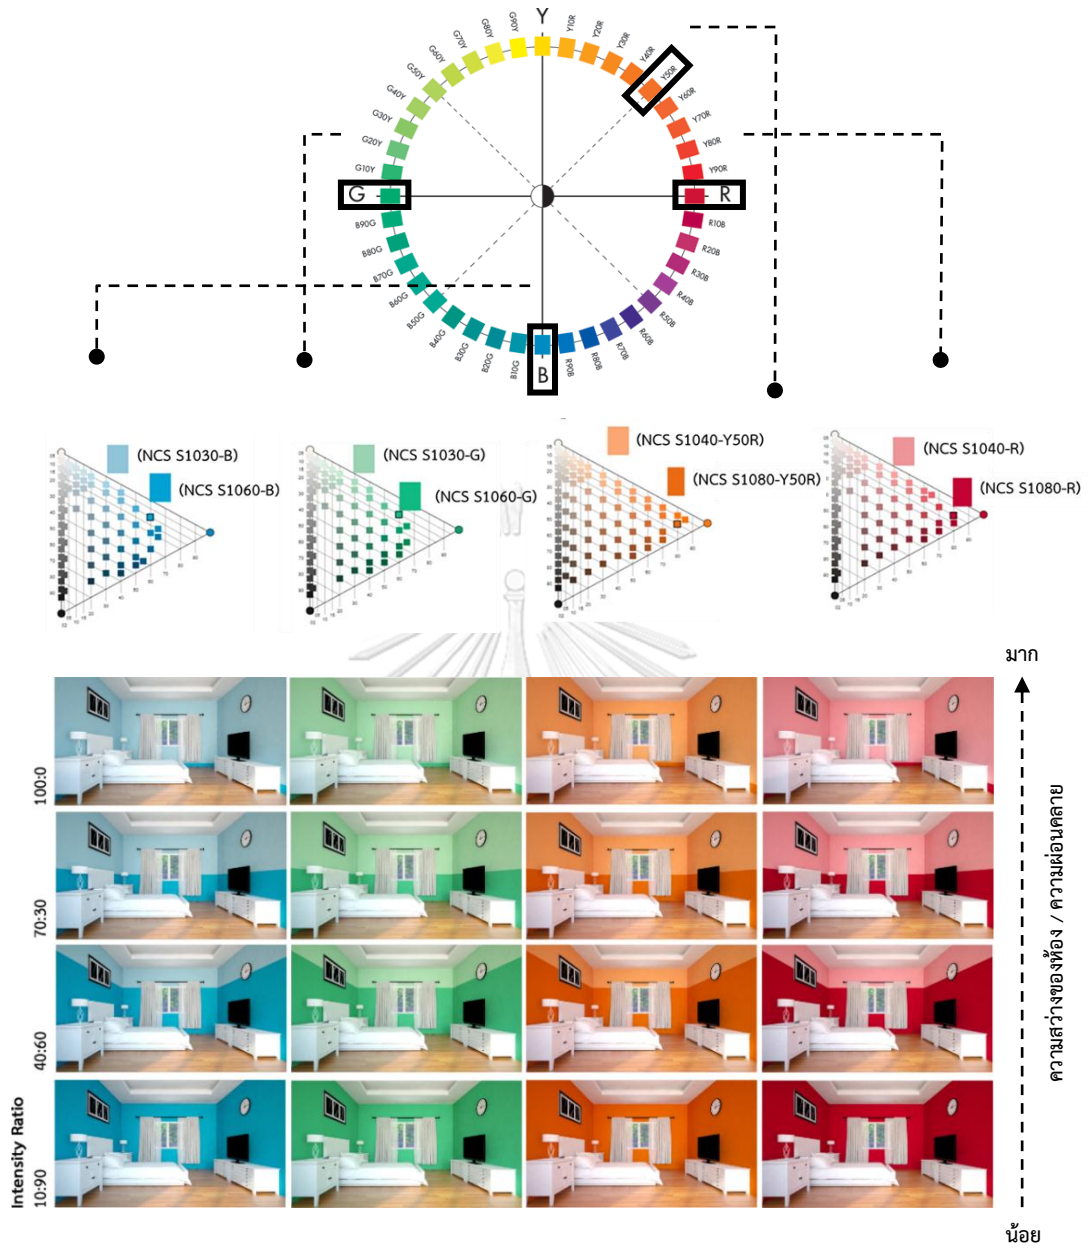 Y
G90Y
G80Y
G70Y
G60Y
G50Y
G40Y
G30Y
G20Y
G10Y
Y10R
Y20R
Y30R
Y40R
Y50R
Y60R
Y70R
Y80R
Y90R
G
R
B90G
B80G
B70G
B60G
B50G
B40G
B30G
B20G
B10G
R10B
R20B
R30B
R40B
R50B
R60B
R70B
R80B
R90B
B
(NCS S1030-B)
(NCS S1060-B)
(NCS S1030-G)
(NCS S1060-G)
(NCS S1040-Y50R)
(NCS S1080-Y50R)
(NCS S1040-R)
(NCS S1080-R)
มาก
100:0
70:30
40:60
10:90
Intensity Ratio
ความสว่างของห้อง / ความผ่อนคลาย
น้อย